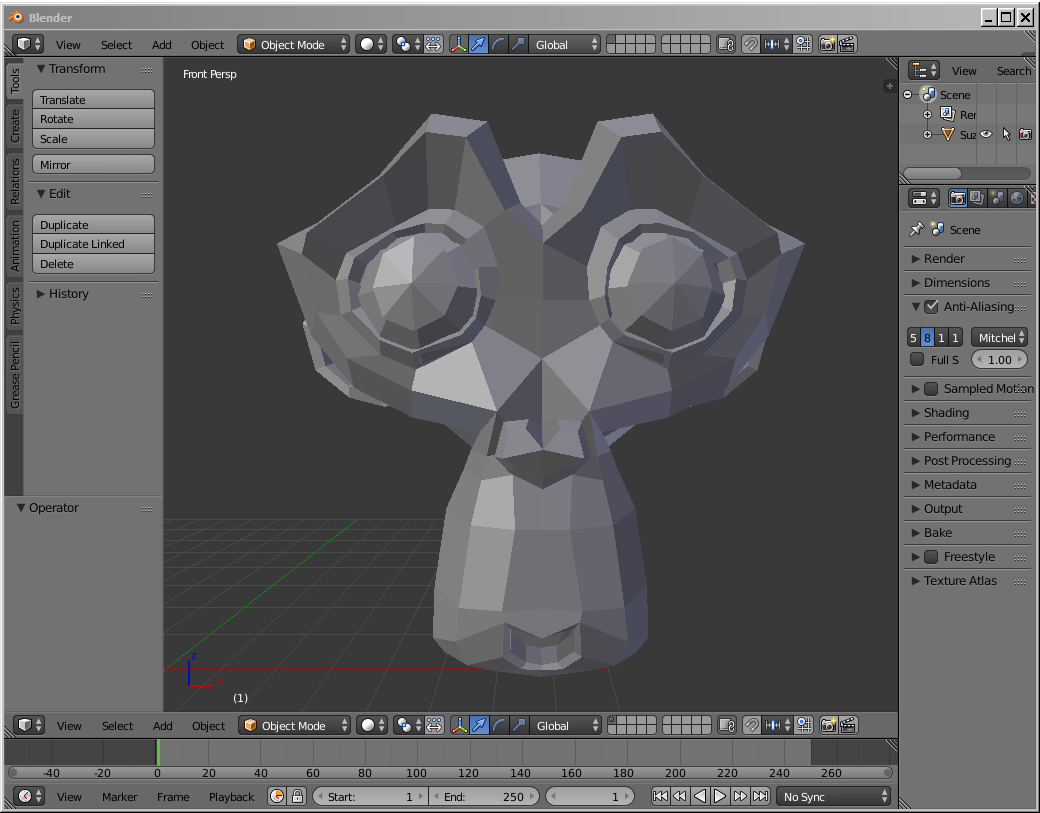 Blender
View Select Add Object Object Mode Global
Tools
Create
Relations
Animation
Physics
Grease Pencil
Transform
Translate
Rotate
Scale
Mirror
Edit
Duplicate
Duplicate Linked
Delete
History
Operator
Front Persp
z
x
(1)
View Search
Scene
Rer
Suz
Scene
Render
Dimensions
Anti-Aliasing
5 8 1 1 Mitchel
Full S 1.00
Sampled Motion
Shading
Performance
Post Processing
Metadata
Output
Bake
Freestyle
Texture Atlas
View Select Add Object Object Mode Global
-40 -20 0 20 40 60 80 100 120 140 160 180 200 220 240 260
View Marker Frame Playback Start: 1 End: 250 1 No Sync